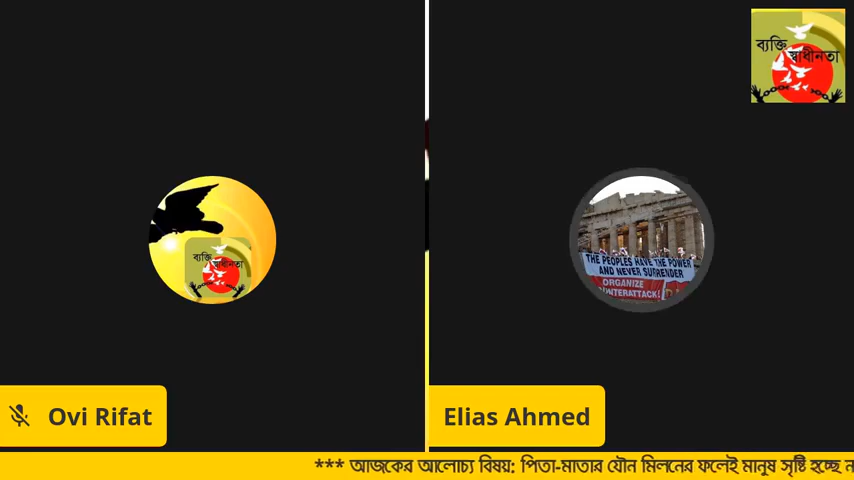 ব্যক্তি
স্বাধীনতা
ব্যক্তি
স্বাধীনতা
THE PEOPLES HAVE THE POWER
AND NEVER SURRENDER
ORGANIZE
Ovi Rifat
Elias Ahmed
*** আজকের আলোচ্য বিষয়: পিতা-মাতার যৌন মিলনের ফলেই মানুষ সৃষ্টি হচ্ছে